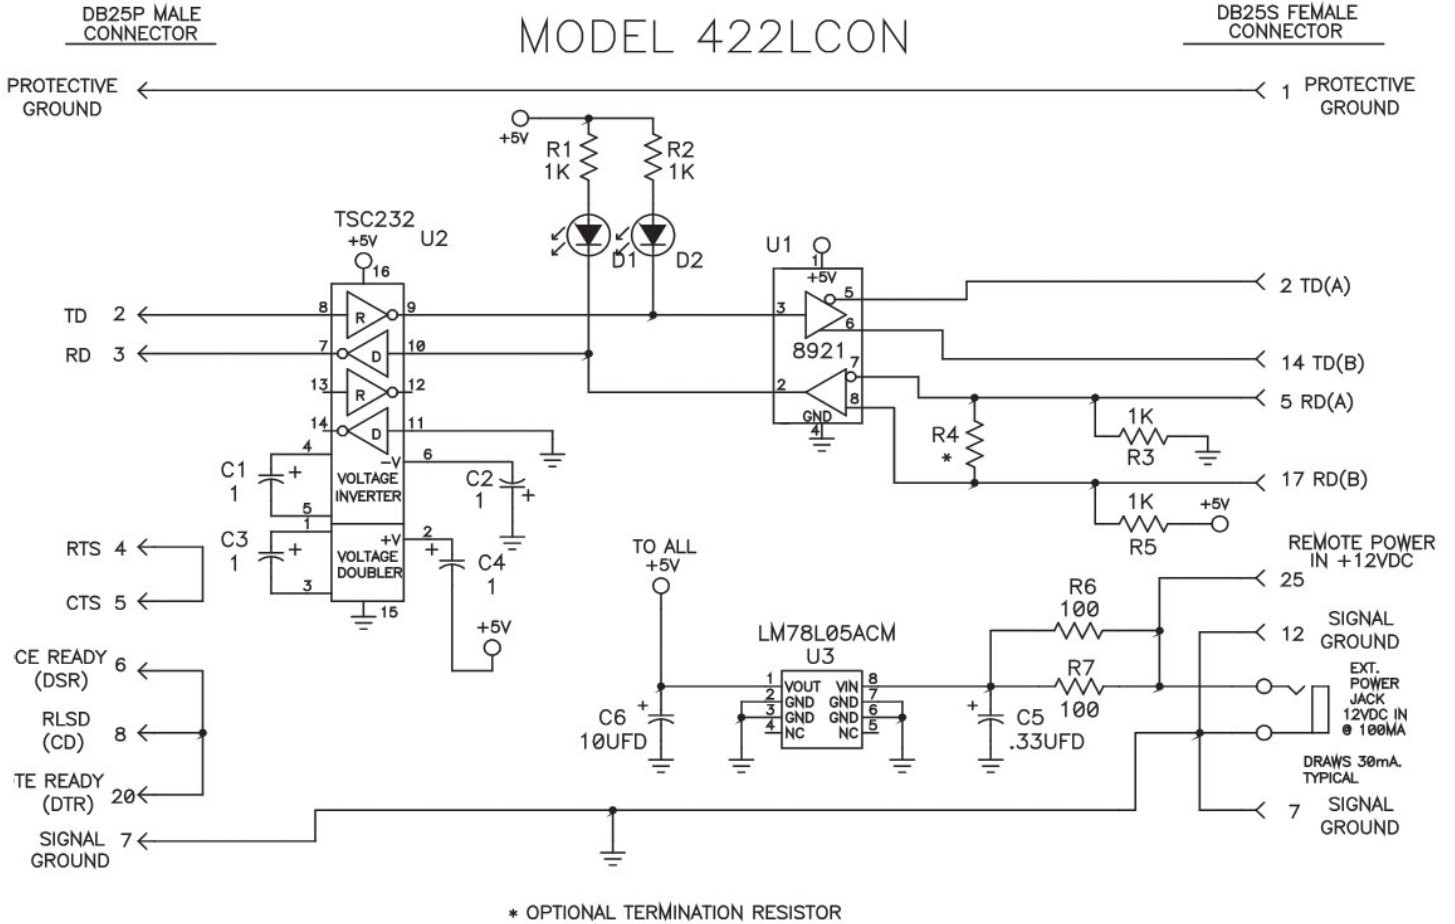 DB25P MALE
CONNECTOR
MODEL 422LCON
DB25S FEMALE
CONNECTOR
PROTECTIVE
GROUND
1 PROTECTIVE
GROUND
+5V
R1
1K
R2
1K
D1
D2
TSC232
+5V
U2
16
TD 2
8
R
9
RD 3
7
D
10
13
R
12
14
D
11
4
C1
1
+
5
-V
6
VOLTAGE
INVERTER
C2
1
+
1
C3
1
+
3
+V
2
VOLTAGE
DOUBLER
+
C4
1
15
+5V
U1
1
+5V
3
5
6
8921
7
2
8
GND
4
2 TD(A)
14 TD(B)
5 RD(A)
R4
*
1K
R3
17 RD(B)
1K
R5
+5V
RTS 4
CTS 5
CE READY 6
(DSR)
RLSD
(CD) 8
TE READY
(DTR) 20
SIGNAL 7
GROUND
TO ALL
+5V
+
C6
10UFD
LM78L05ACM
U3
1 VOUT VIN 8
2 GND GND 7
3 GND GND 6
4 NC NC 5
+
C5
.33UFD
R6
100
R7
100
REMOTE POWER
IN +12VDC
25
12 SIGNAL
GROUND
EXT.
POWER
JACK
12VDC IN
@ 100MA
DRAWS 30mA.
TYPICAL
7 SIGNAL
GROUND
* OPTIONAL TERMINATION RESISTOR